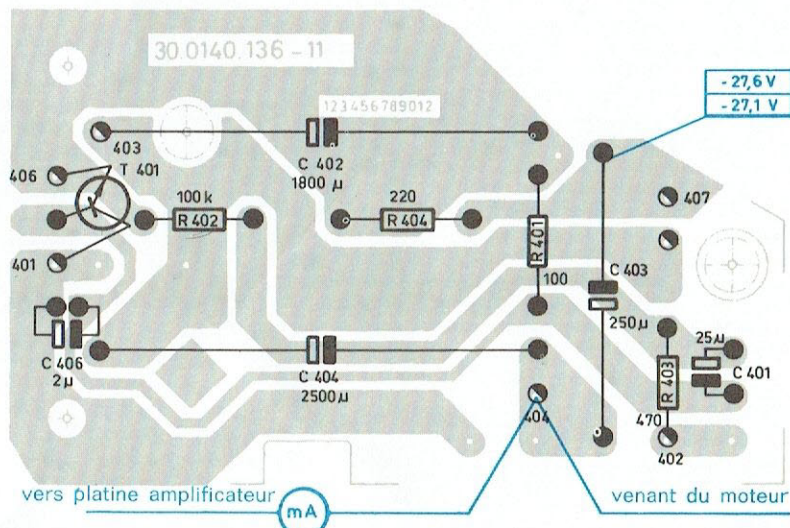 30.0140.136-11
123456789012
-27,6 V
-27,1 V
403
T 401
406
C 402
1800 µ
407
100 k
R 402
220
R 404
R 401
100
401
C 403
250 µ
C 406
2 µ
C 404
2500 µ
25 µ
C 401
R 403
470
404
402
vers platine amplificateur
mA
venant du moteur